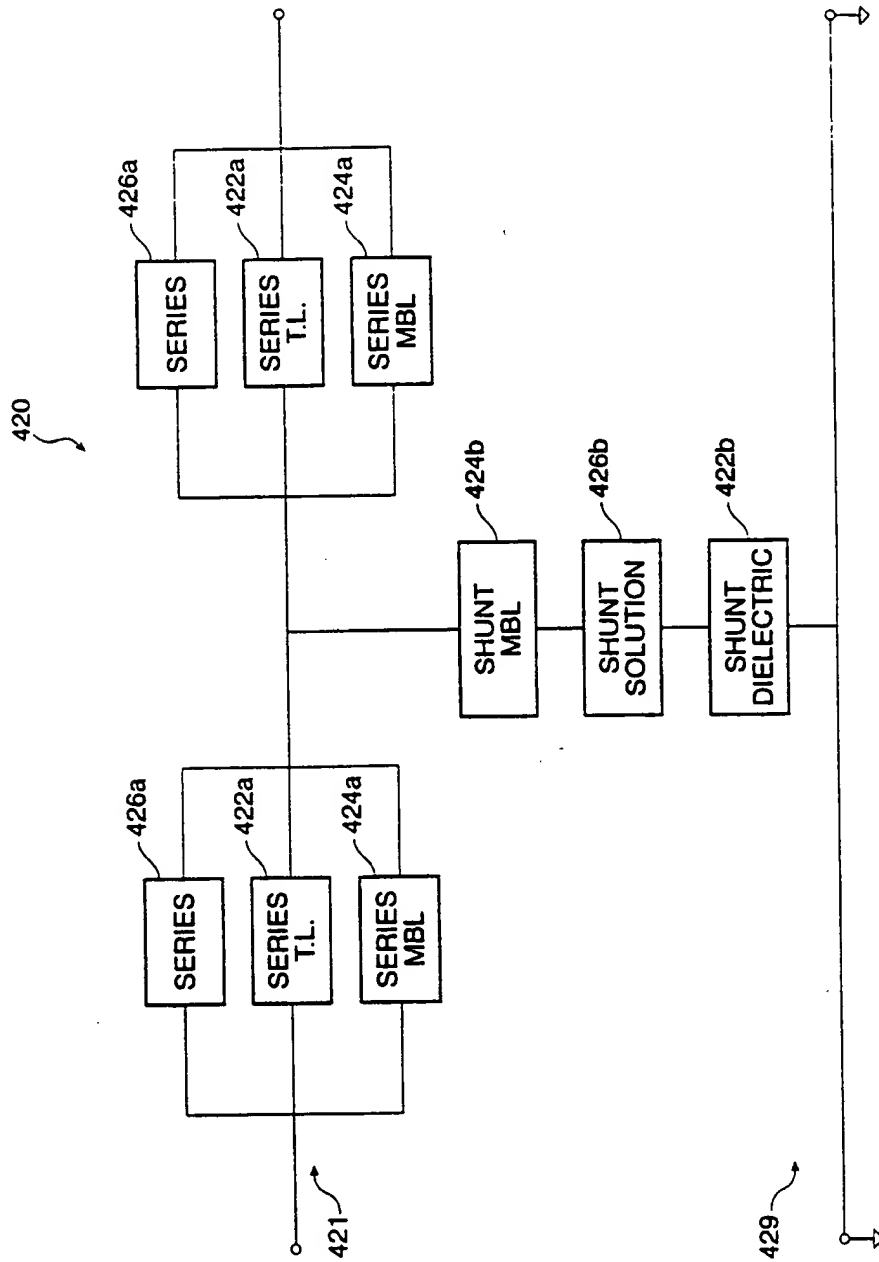 420
426a
SERIES
422a
SERIES
T.L.
424a
SERIES
MBL
426a
SERIES
422a
SERIES
T.L.
424a
SERIES
MBL
421
424b
SHUNT
MBL
426b
SHUNT
SOLUTION
422b
SHUNT
DIELECTRIC
429